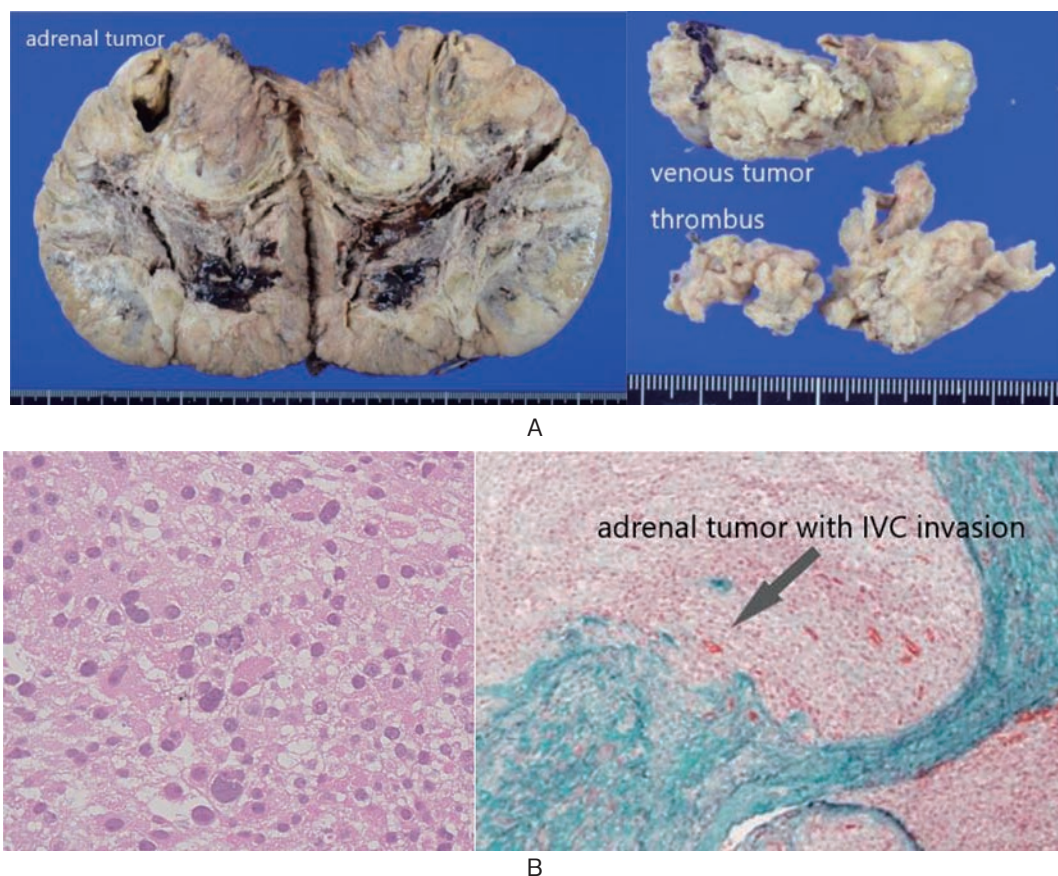 adrenal tumor
venous tumor
thrombus
A
adrenal tumor with IVC invasion
B